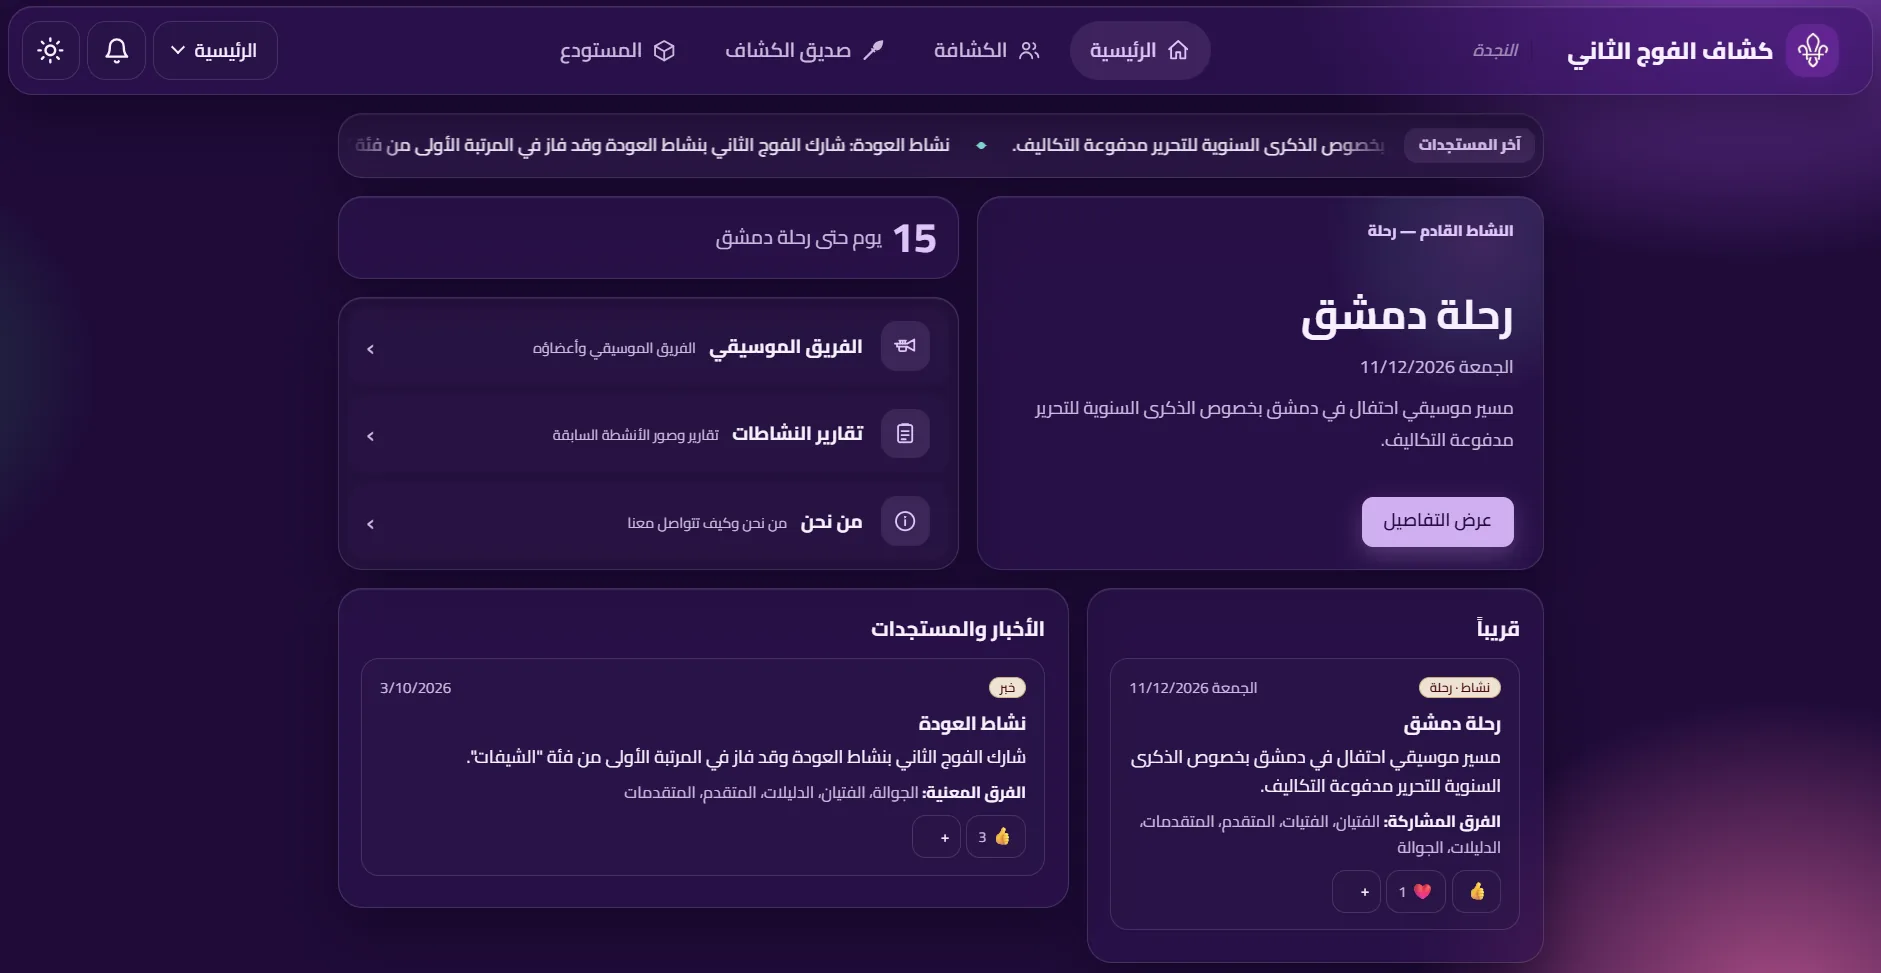 كشاف الفوج الثاني
النجدة
الرئيسية
الكشافة
صديق الكشاف
المستودع
الرئيسية
آخر المستجدات
بخصوص الذكرى السنوية للتحرير مدفوعة التكاليف.
نشاط العودة: شارك الفوج الثاني بنشاط العودة وقد فاز في المرتبة الأولى من فئة
النشاط القادم — رحلة
رحلة دمشق
الجمعة 11/12/2026
مسير موسيقي احتفال في دمشق بخصوص الذكرى السنوية للتحرير
مدفوعة التكاليف.
عرض التفاصيل
15 يوم حتى رحلة دمشق
الفريق الموسيقي الفريق الموسيقي وأعضاؤه
تقارير النشاطات تقارير وصور الأنشطة السابقة
من نحن من نحن وكيف تتواصل معنا
قريباً
نشاط · رحلة
الجمعة 11/12/2026
رحلة دمشق
مسير موسيقي احتفال في دمشق بخصوص الذكرى
السنوية للتحرير مدفوعة التكاليف.
الفرق المشاركة: الفتيان، الفتيات، المتقدم، المتقدمات،
الدليلات، الجوالة
👍
❤️ 1
+
الأخبار والمستجدات
خبر
3/10/2026
نشاط العودة
شارك الفوج الثاني بنشاط العودة وقد فاز في المرتبة الأولى من فئة "الشيفات".
الفرق المعنية: الجوالة، الفتيان، الدليلات، المتقدم، المتقدمات
👍 3
+